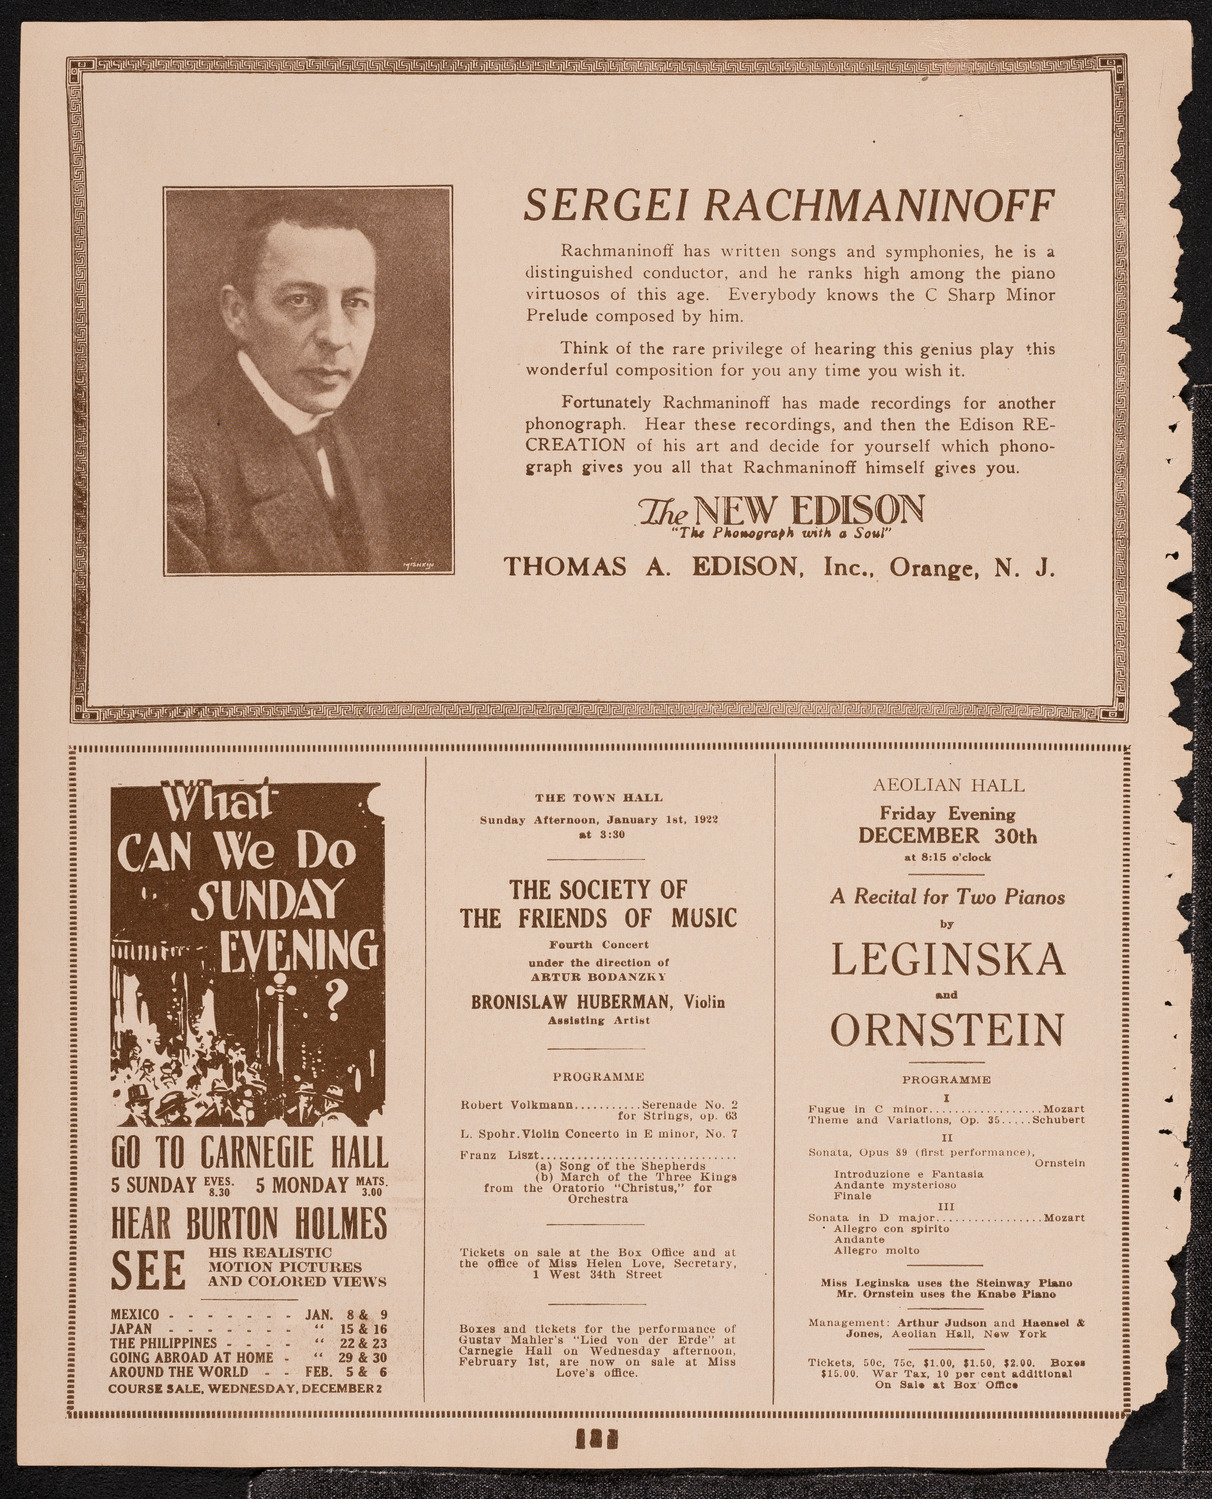 SERGEI RACHMANINOFF
Rachmaninoff has written songs and symphonies, he is a
distinguished conductor, and he ranks high among the piano
virtuosos of this age. Everybody knows the C Sharp Minor
Prelude composed by him.
Think of the rare privilege of hearing this genius play this
wonderful composition for you any time you wish it.
Fortunately Rachmaninoff has made recordings for another
phonograph. Hear these recordings, and then the Edison RE-
CREATION of his art and decide for yourself which phono-
graph gives you all that Rachmaninoff himself gives you.
The NEW EDISON
"The Phonograph with a Soul"
THOMAS A. EDISON, Inc., Orange, N. J.
MISHKIN
What
CAN We Do
SUNDAY
EVENING
?
GO TO CARNEGIE HALL
5 SUNDAY EVES. 8.30 5 MONDAY MATS. 3.00
HEAR BURTON HOLMES
SEE HIS REALISTIC
MOTION PICTURES
AND COLORED VIEWS
MEXICO - - - - - - - JAN. 8 & 9
JAPAN - - - - - - - " 15 & 16
THE PHILIPPINES - - - - " 22 & 23
GOING ABROAD AT HOME - " 29 & 30
AROUND THE WORLD - - FEB. 5 & 6
COURSE SALE, WEDNESDAY, DECEMBER 2
THE TOWN HALL
Sunday Afternoon, January 1st, 1922
at 3:30
THE SOCIETY OF
THE FRIENDS OF MUSIC
Fourth Concert
under the direction of
ARTUR BODANZKY
BRONISLAW HUBERMAN, Violin
Assisting Artist
PROGRAMME
Robert Volkmann...........Serenade No. 2
for Strings, op. 63
L. Spohr.Violin Concerto in E minor, No. 7
Franz Liszt................................
(a) Song of the Shepherds
(b) March of the Three Kings
from the Oratorio "Christus," for
Orchestra
Tickets on sale at the Box Office and at
the office of Miss Helen Love, Secretary,
1 West 34th Street
Boxes and tickets for the performance of
Gustav Mahler's "Lied von der Erde" at
Carnegie Hall on Wednesday afternoon,
February 1st, are now on sale at Miss
Love's office.
AEOLIAN HALL
Friday Evening
DECEMBER 30th
at 8:15 o'clock
A Recital for Two Pianos
by
LEGINSKA
and
ORNSTEIN
PROGRAMME
I
Fugue in C minor..................Mozart
Theme and Variations, Op. 35.....Schubert
II
Sonata, Opus 89 (first performance),
Ornstein
Introduzione e Fantasia
Andante mysterioso
Finale
III
Sonata in D major.................Mozart
Allegro con spirito
Andante
Allegro molto
Miss Leginska uses the Steinway Piano
Mr. Ornstein uses the Knabe Piano
Management: Arthur Judson and Haensel &
Jones, Aeolian Hall, New York
Tickets, 50c, 75c, $1.00, $1.50, $2.00. Boxes
$15.00. War Tax, 10 per cent additional
On Sale at Box Office